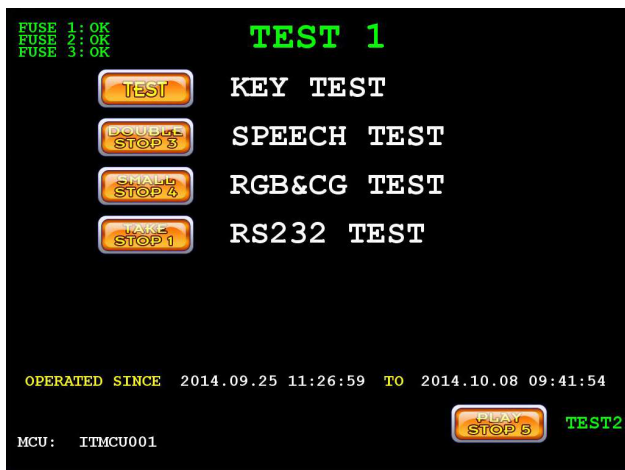 FUSE 1:OK
FUSE 2:OK
FUSE 3:OK
TEST 1
TEST KEY TEST
DOUBLE
STOP 3
SPEECH TEST
SMALL
STOP 4
RGB&CG TEST
TAKE
STOP 1
RS232 TEST
OPERATED SINCE 2014.09.25 11:26:59 TO 2014.10.08 09:41:54
PLAY
STOP 5
TEST2
MCU: ITMCU001